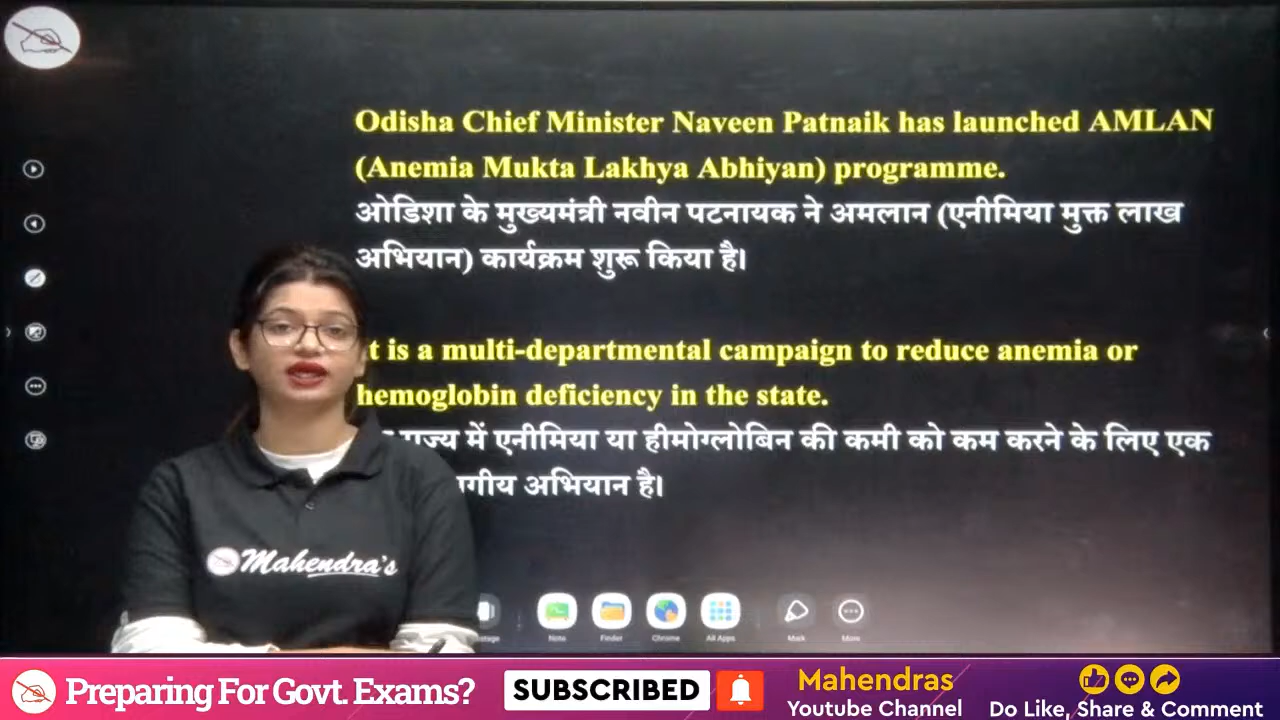 Odisha Chief Minister Naveen Patnaik has launched AMLAN
(Anemia Mukta Lakhya Abhiyan) programme.
ओडिशा के मुख्यमंत्री नवीन पटनायक ने अमलान (एनीमिया मुक्त लाख
अभियान) कार्यक्रम शुरू किया है।
is a multi-departmental campaign to reduce anemia or
hemoglobin deficiency in the state.
में एनीमिया या हीमोग्लोबिन की कमी को कम करने के लिए एक
अभियान है।
Mahendra's
Note Finder Chrome All Apps Mark More
Preparing For Govt. Exams? SUBSCRIBED Mahendras
Youtube Channel Do Like, Share & Comment